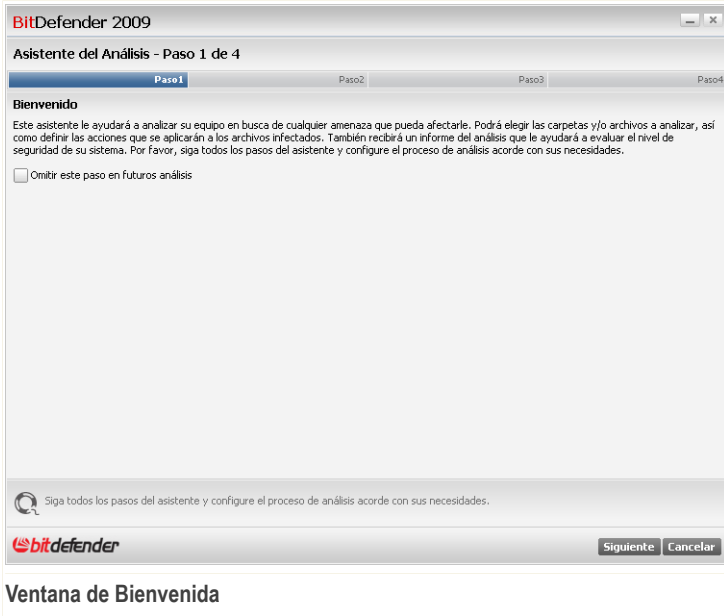 BitDefender 2009
Asistente del Análisis - Paso 1 de 4
Paso1 Paso2 Paso3 Paso4
Bienvenido
Este asistente le ayudará a analizar su equipo en busca de cualquier amenaza que pueda afectarle. Podrá elegir las carpetas y/o archivos a analizar, así
como definir las acciones que se aplicarán a los archivos infectados. También recibirá un informe del análisis que le ayudará a evaluar el nivel de
seguridad de su sistema. Por favor, siga todos los pasos del asistente y configure el proceso de análisis acorde con sus necesidades.
Omitir este paso en futuros análisis
Siga todos los pasos del asistente y configure el proceso de análisis acorde con sus necesidades.
bitdefender
Siguiente Cancelar
Ventana de Bienvenida